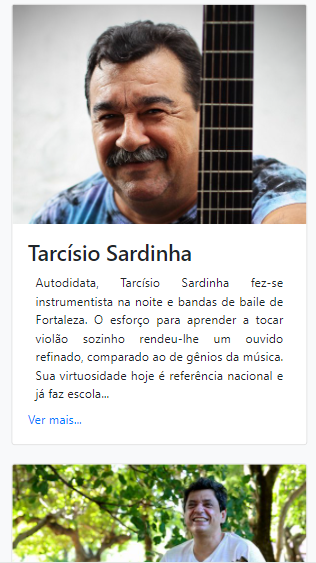 Tarcísio Sardinha
Autodidata, Tarcísio Sardinha fez-se
instrumentista na noite e bandas de baile de
Fortaleza. O esforço para aprender a tocar
violão sozinho rendeu-lhe um ouvido
refinado, comparado ao de gênios da música.
Sua virtuosidade hoje é referência nacional e
já faz escola...
Ver mais...